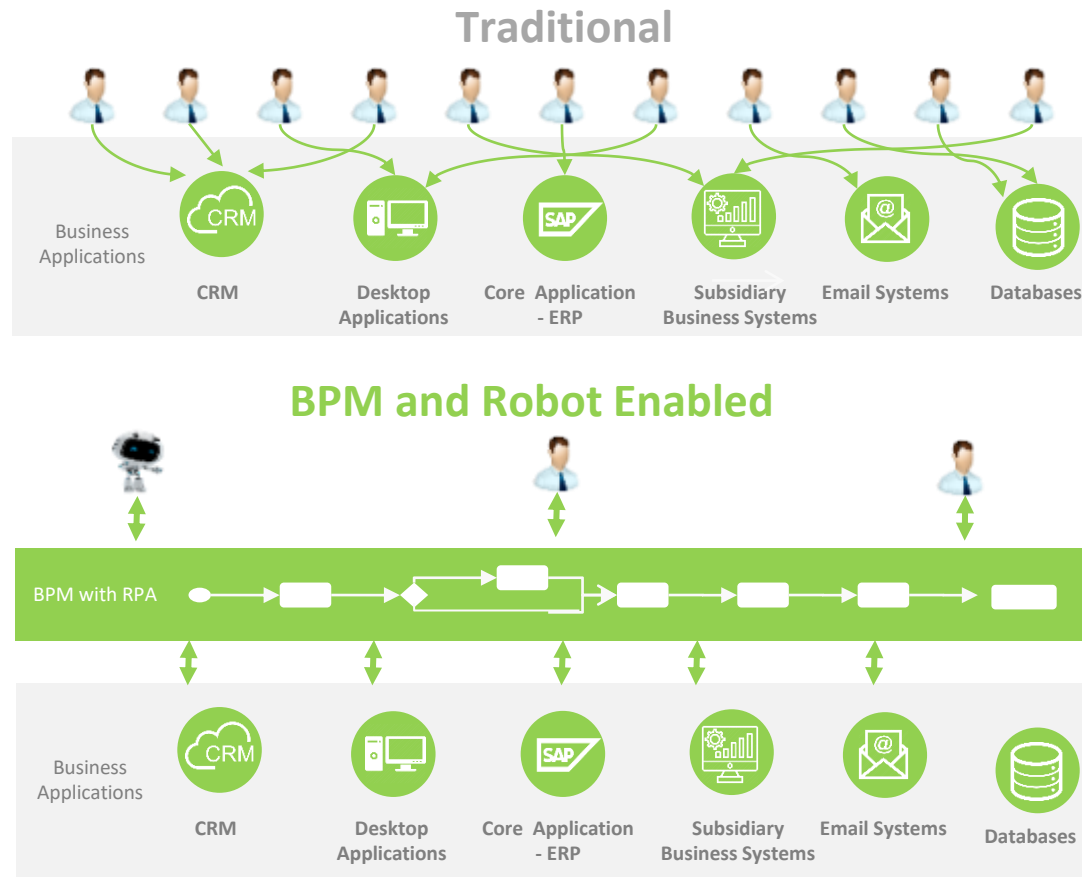 Traditional
Business
Applications
CRM
SAP
@
CRM
Desktop
Applications
Core Application
- ERP
Subsidiary
Business Systems
Email Systems
Databases
BPM and Robot Enabled
BPM with RPA
Business
Applications
CRM
SAP
@
CRM
Desktop
Applications
Core Application
- ERP
Subsidiary
Business Systems
Email Systems
Databases